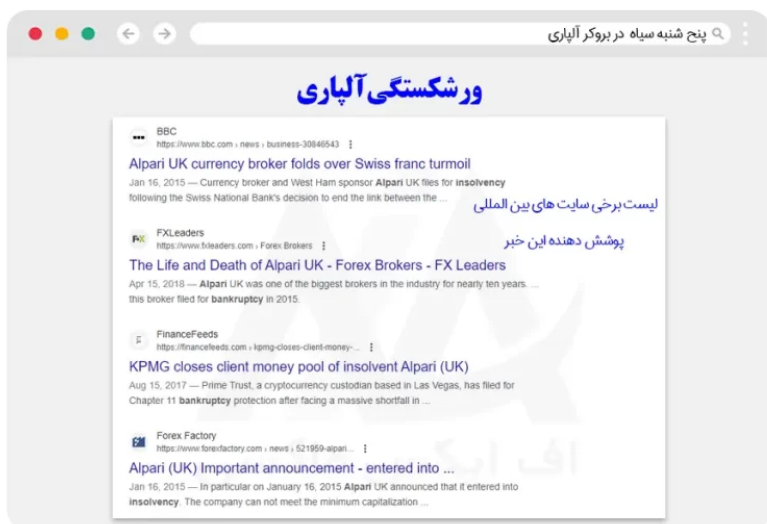 پنج شنبه سیاه در بروکر آلپاری
ورشکستگی آلپاری
BBC
https://www.bbc.com › news › business-30846543
Alpari UK currency broker folds over Swiss franc turmoil
Jan 16, 2015 — Currency broker and West Ham sponsor Alpari UK files for insolvency
following the Swiss National Bank's decision to end the link between the ...
لیست برخی سایت های بین المللی
پوشش دهنده این خبر
FXLeaders
https://www.fxleaders.com › Forex Brokers
The Life and Death of Alpari UK - Forex Brokers - FX Leaders
Apr 15, 2018 — Alpari UK was one of the biggest brokers in the industry for nearly ten years. ...
this broker filed for bankruptcy in 2015.
FinanceFeeds
https://financefeeds.com › kpmg-closes-client-money-...
KPMG closes client money pool of insolvent Alpari (UK)
Aug 15, 2017 — Prime Trust, a cryptocurrency custodian based in Las Vegas, has filed for
Chapter 11 bankruptcy protection after facing a massive shortfall in ...
Forex Factory
https://www.forexfactory.com › news › 521959-alpari...
Alpari (UK) Important announcement - entered into ...
Jan 16, 2015 — In particular on January 16, 2015 Alpari UK announced that it entered into
insolvency. The company can not meet the minimum capitalization ...